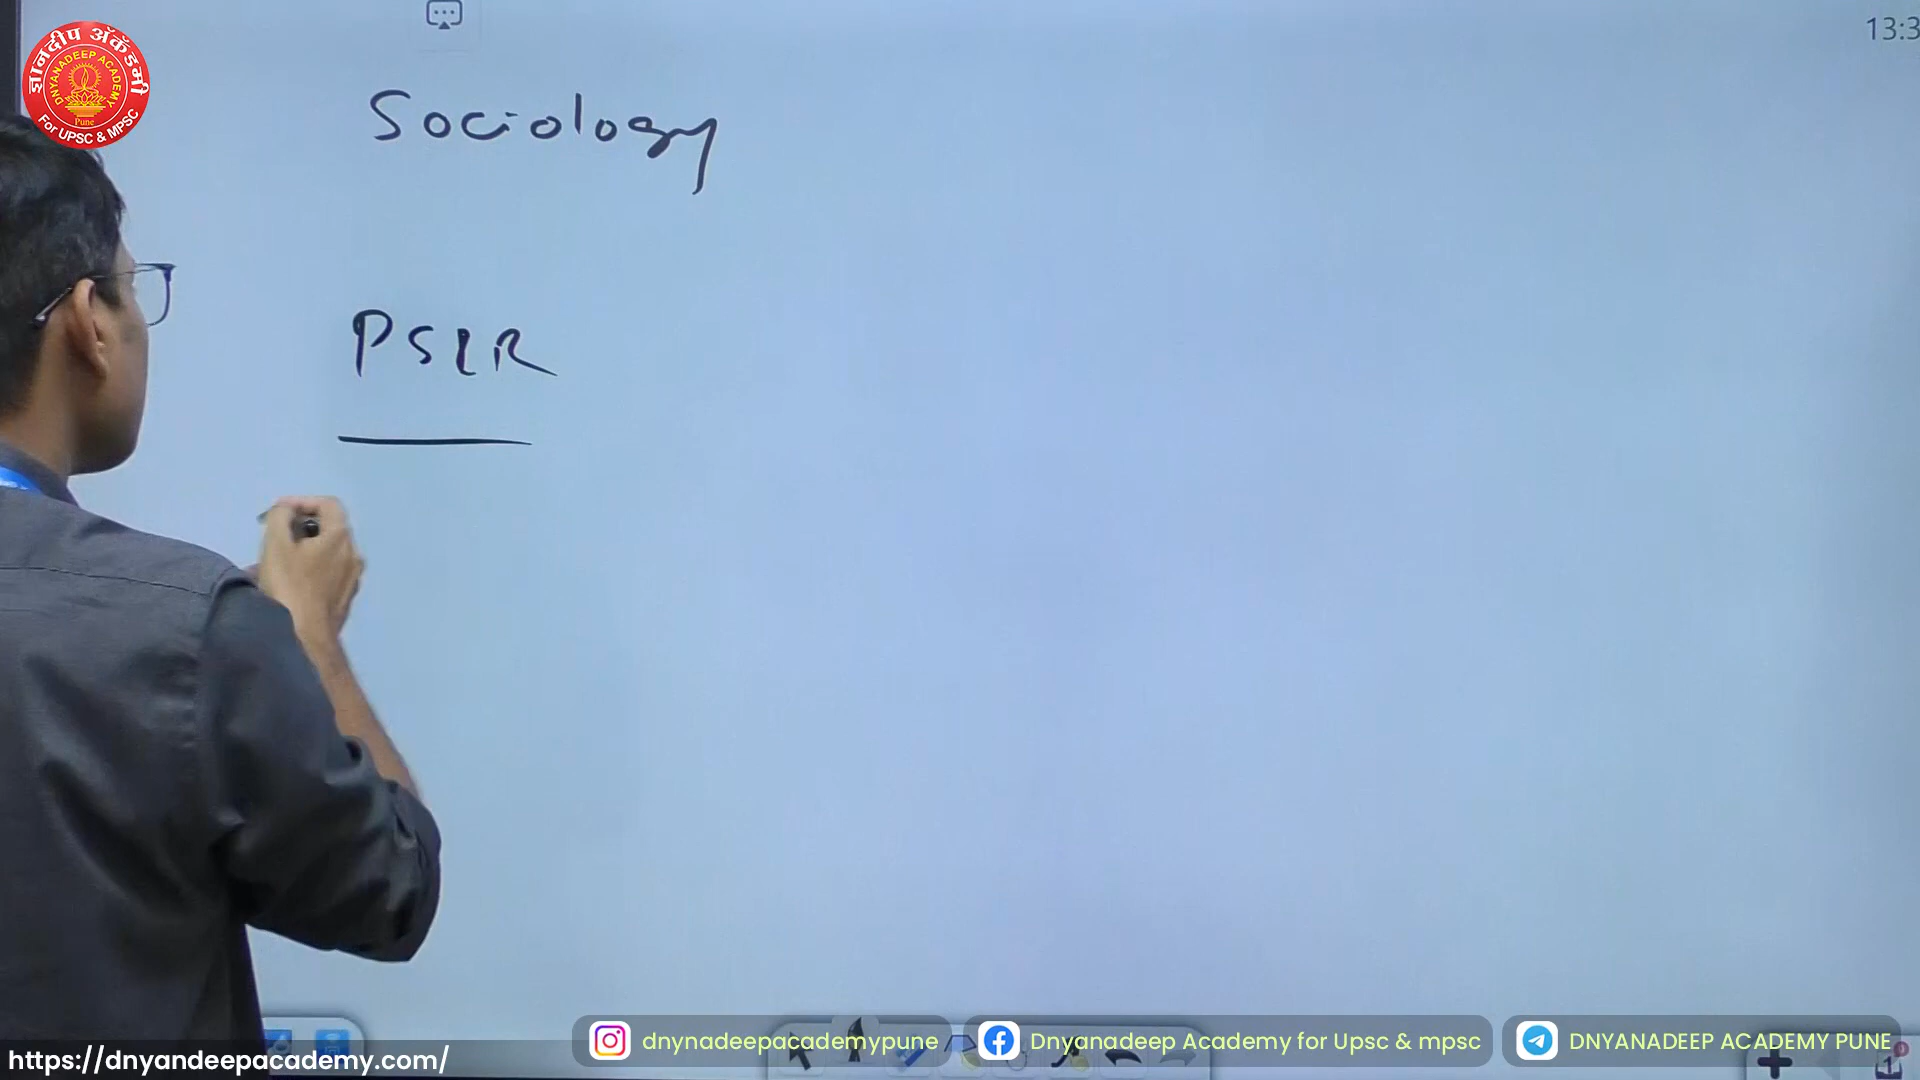 ज्ञानदीप अॅकॅडमी
DNYANADEEP ACADEMY
Pune
For UPSC & MPSC
13:3
Sociology
PSIR
dnynadeepacademypune
Dnyanadeep Academy for Upsc & mpsc
DNYANADEEP ACADEMY PUNE
https://dnyandeepacademy.com/